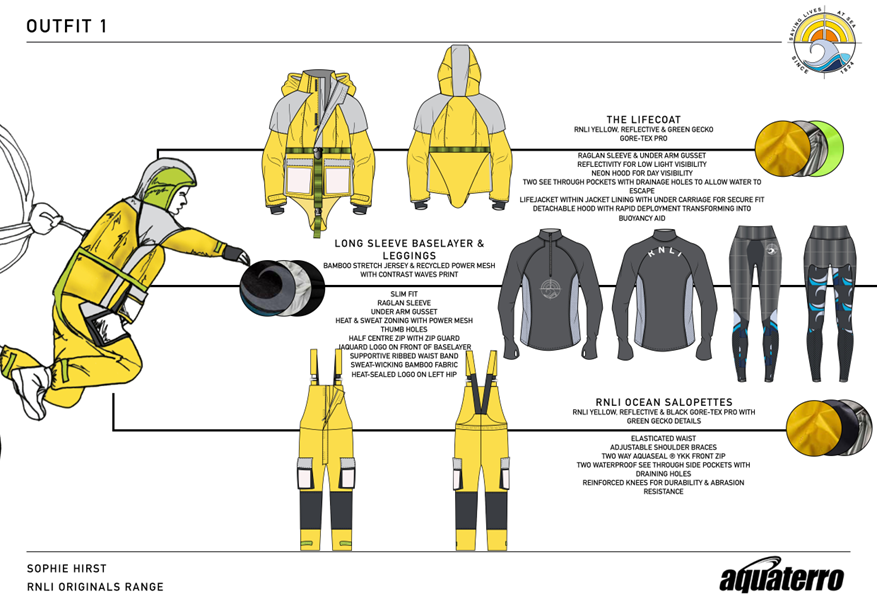 OUTFIT 1
SAVING LIVES AT SEA
SINCE 1824
THE LIFECOAT
RNLI YELLOW, REFLECTIVE & GREEN GECKO
GORE-TEX PRO
RAGLAN SLEEVE & UNDER ARM GUSSET
REFLECTIVITY FOR LOW LIGHT VISIBILITY
NEON HOOD FOR DAY VISIBILITY
TWO SEE THROUGH POCKETS WITH DRAINAGE HOLES TO ALLOW WATER TO
ESCAPE
LIFEJACKET WITHIN JACKET LINING WITH UNDER CARRIAGE FOR SECURE FIT
DETACHABLE HOOD WITH RAPID DEPLOYMENT TRANSFORMING INTO
BUOYANCY AID
LONG SLEEVE BASELAYER &
LEGGINGS
BAMBOO STRETCH JERSEY & RECYCLED POWER MESH
WITH CONTRAST WAVES PRINT
SLIM FIT
RAGLAN SLEEVE
UNDER ARM GUSSET
HEAT & SWEAT ZONING WITH POWER MESH
THUMB HOLES
HALF CENTRE ZIP WITH ZIP GUARD
JAQUARD LOGO ON FRONT OF BASELAYER
SUPPORTIVE RIBBED WAIST BAND
SWEAT-WICKING BAMBOO FABRIC
HEAT-SEALED LOGO ON LEFT HIP
RNLI
RNLI OCEAN SALOPETTES
RNLI YELLOW, REFLECTIVE & BLACK GORE-TEX PRO WITH
GREEN GECKO DETAILS
ELASTICATED WAIST
ADJUSTABLE SHOULDER BRACES
TWO WAY AQUASEAL ® YKK FRONT ZIP
TWO WATERPROOF SEE THROUGH SIDE POCKETS WITH
DRAINING HOLES
REINFORCED KNEES FOR DURABILITY & ABRASION
RESISTANCE
SOPHIE HIRST
RNLI ORIGINALS RANGE
aquaterro